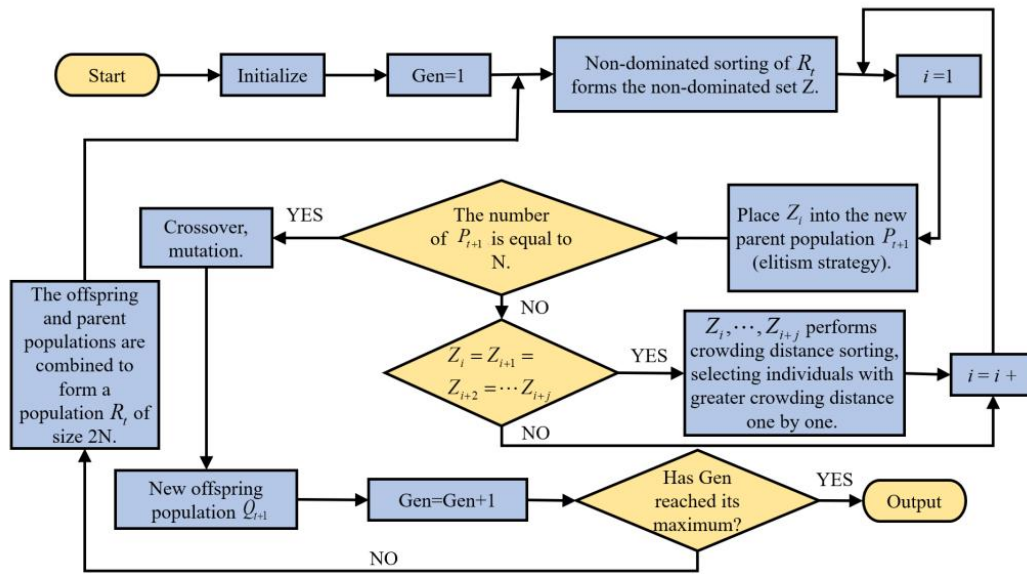 Start
Initialize
Gen=1
Non-dominated sorting of R_t
forms the non-dominated set Z.
i =1
Place Z_i into the new
parent population P_{t+1}
(elitism strategy).
The number
of P_{t+1} is equal to
N.
YES
Crossover,
mutation.
NO
Z_i = Z_{i+1} =
Z_{i+2} = ⋯ Z_{i+j}
YES
Z_i, ⋯, Z_{i+j} performs
crowding distance sorting,
selecting individuals with
greater crowding distance
one by one.
i = i +
NO
The offspring
and parent
populations are
combined to
form a
population R_t of
size 2N.
New offspring
population Q_{t+1}
Gen=Gen+1
Has Gen
reached its
maximum?
YES
Output
NO